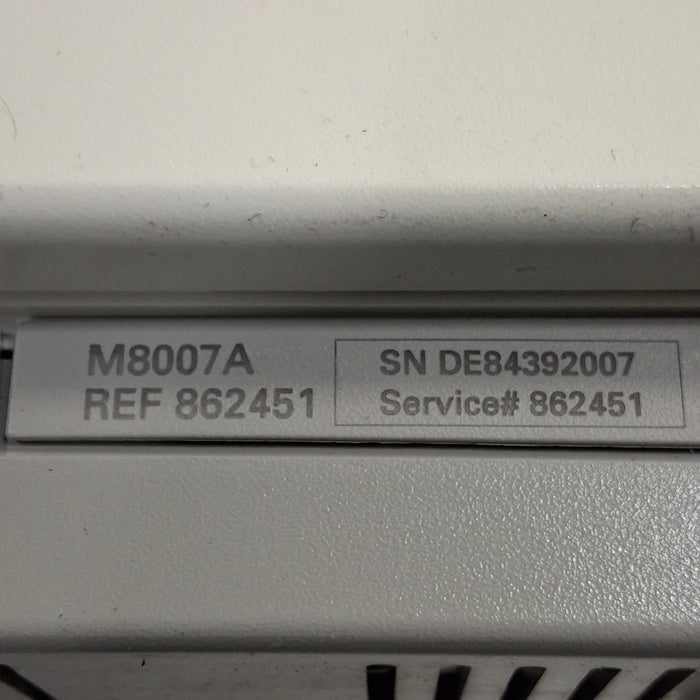 M8007A
REF 862451
SN DE84392007
Service# 862451